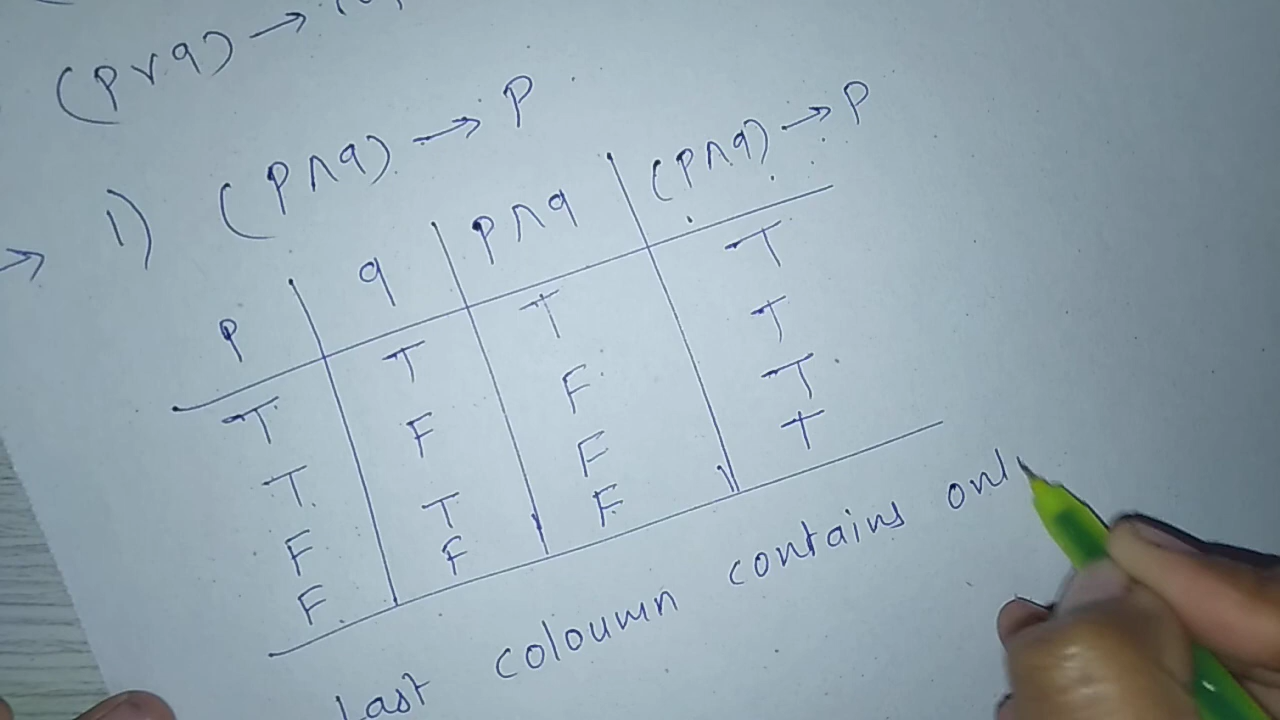 (p∨q) →
1) (p∧q) → p
p q p∧q (p∧q) → p
T T T T
T F F T
F T F T
F F F T
Last coloumn contains onl